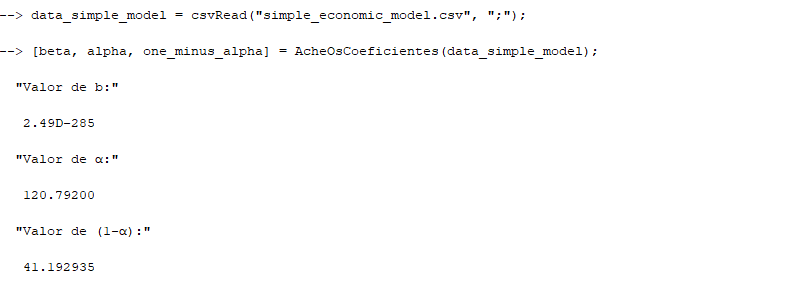 --> data_simple_model = csvRead("simple_economic_model.csv", ";");
--> [beta, alpha, one_minus_alpha] = AcheOsCoeficientes(data_simple_model);
"Valor de b:"
2.49D-285
"Valor de α:"
120.79200
"Valor de (1-α):"
41.192935